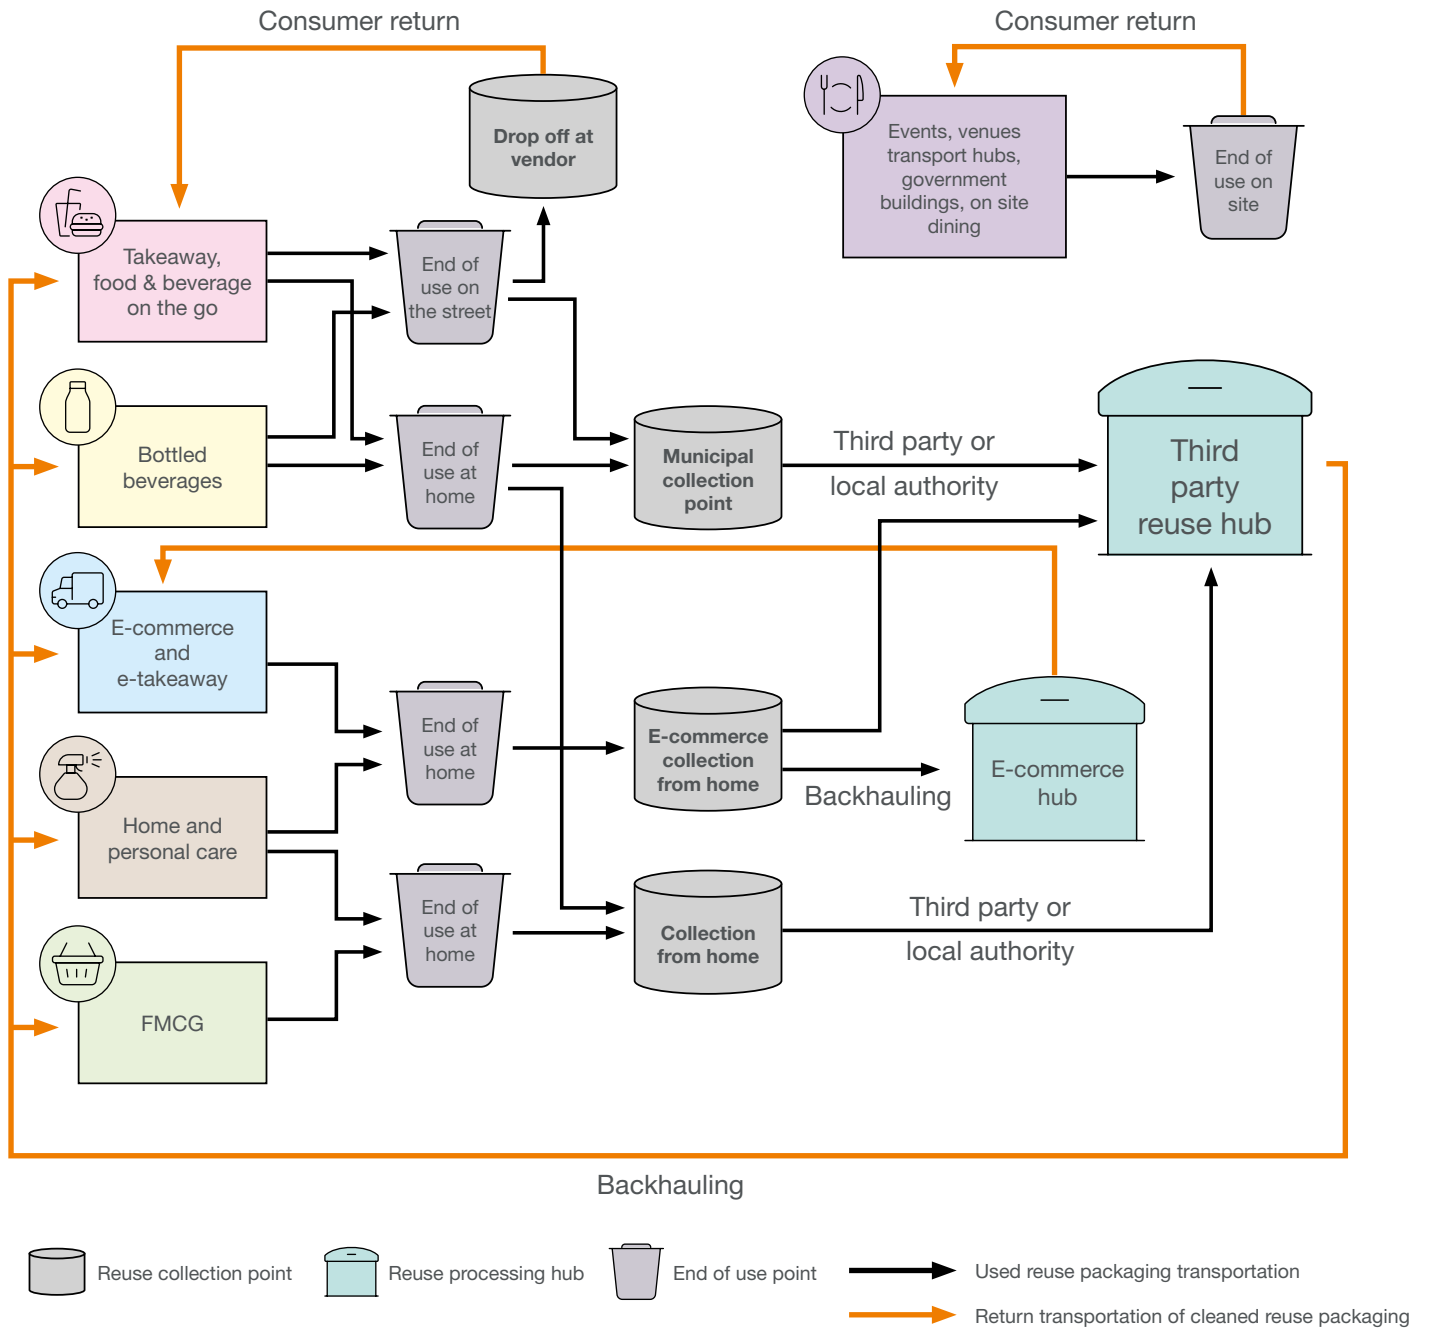 Consumer return
Consumer return
Drop off at
vendor
Events, venues
transport hubs,
government
buildings, on site
dining
End of
use on
site
Takeaway,
food & beverage
on the go
End of
use on
the street
Bottled
beverages
End of
use at
home
Municipal
collection
point
Third party or
local authority
Third
party
reuse hub
E-commerce
and
e-takeaway
End of
use at
home
E-commerce
collection
from home
Backhauling
E-commerce
hub
Home and
personal care
End of
use at
home
Collection
from home
Third party or
local authority
FMCG
Backhauling
Reuse collection point
Reuse processing hub
End of use point
Used reuse packaging transportation
Return transportation of cleaned reuse packaging